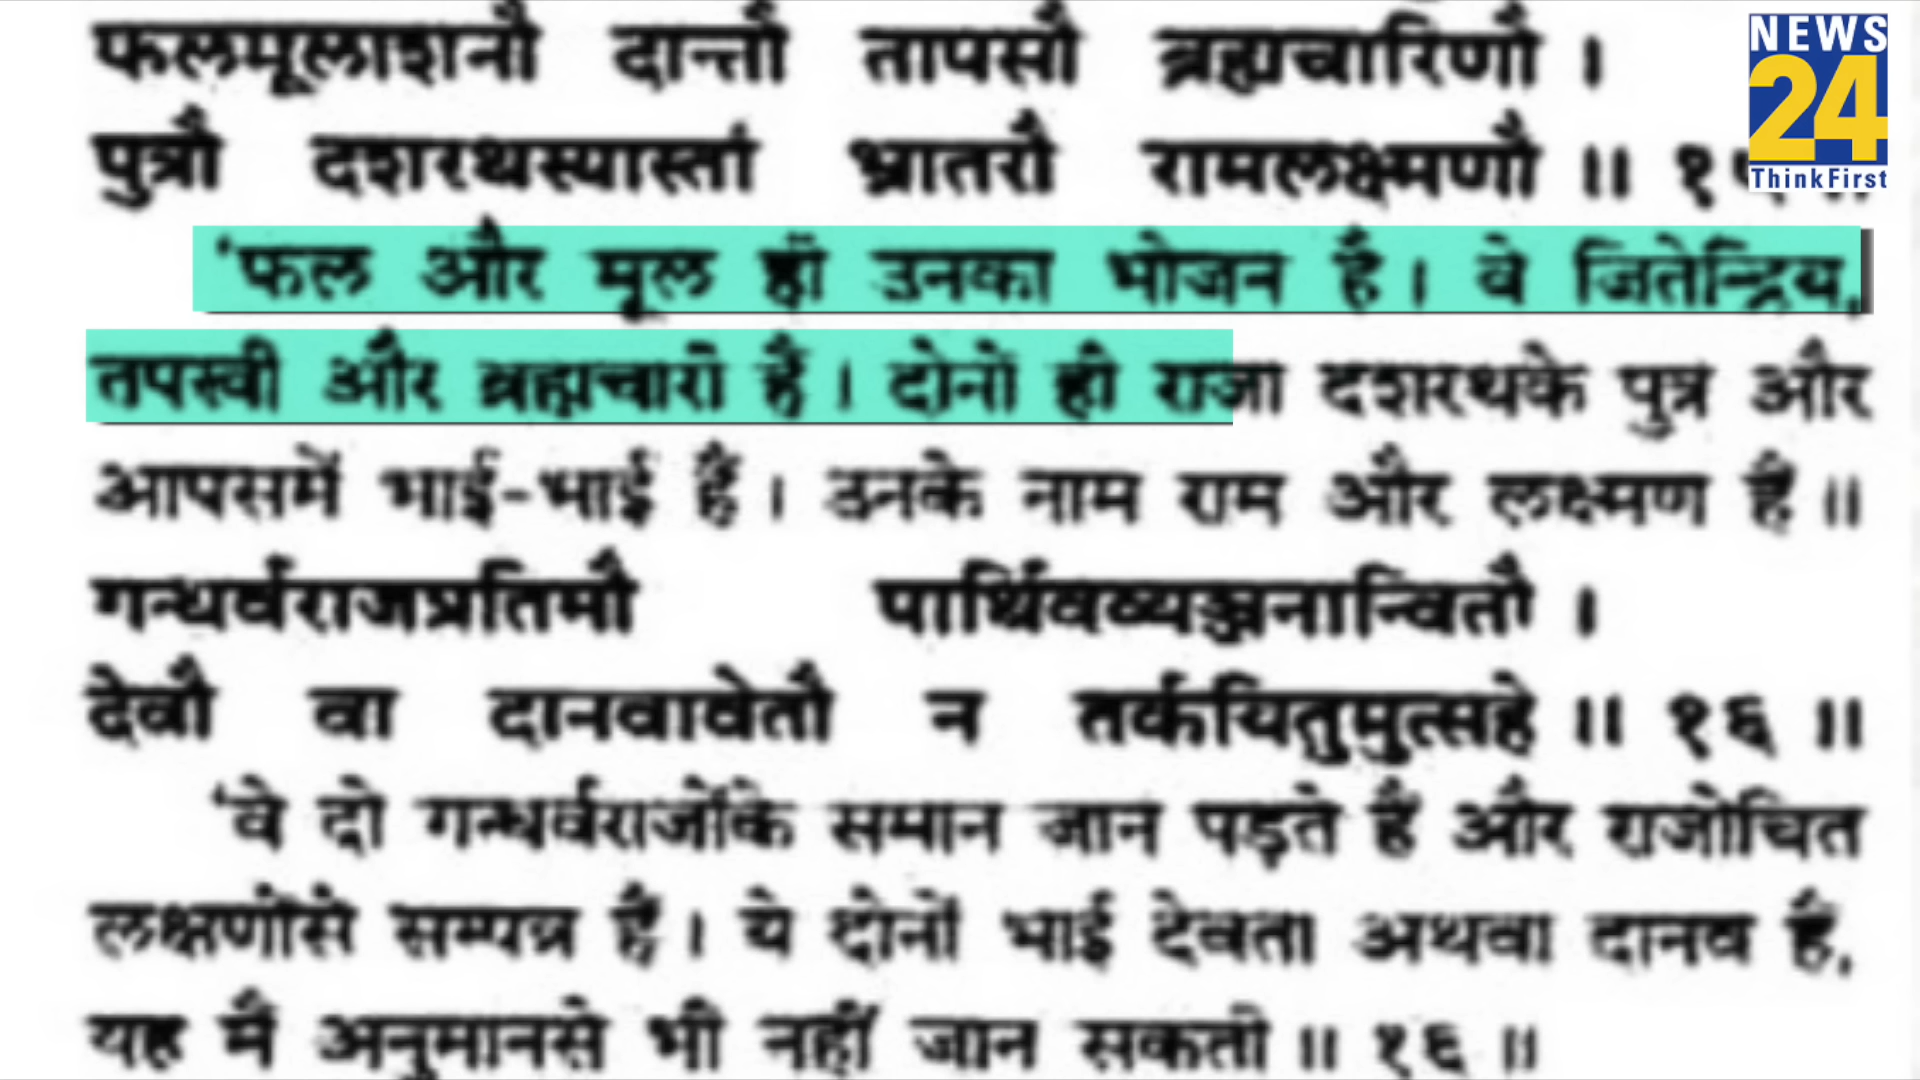 फलमूलाशनौ दान्तौ तापसौ ब्रह्मचारिणौ ।
पुत्रौ दशरथस्यास्तां भ्रातरौ रामलक्ष्मणौ ॥
NEWS
24
ThinkFirst
‘फल और मूल ही उनका भोजन है। वे जितेन्द्रिय,
तपस्वी और ब्रह्मचारी हैं। दोनों ही राजा दशरथके पुत्र और
आपसमें भाई-भाई हैं। उनके नाम राम और लक्ष्मण हैं॥
गन्धर्वराजप्रतिमौ पार्थिवव्यञ्जनान्वितौ ।
देवौ वा दानवावेतौ न तर्कयितुमुत्सहे ॥ १६ ॥
‘वे दो गन्धर्वराजोंके समान जान पड़ते हैं और राजोचित
लक्षणोंसे सम्पन्न हैं। ये दोनों भाई देवता अथवा दानव हैं,
यह मैं अनुमानसे भी नहीं जान सकती॥ १६॥